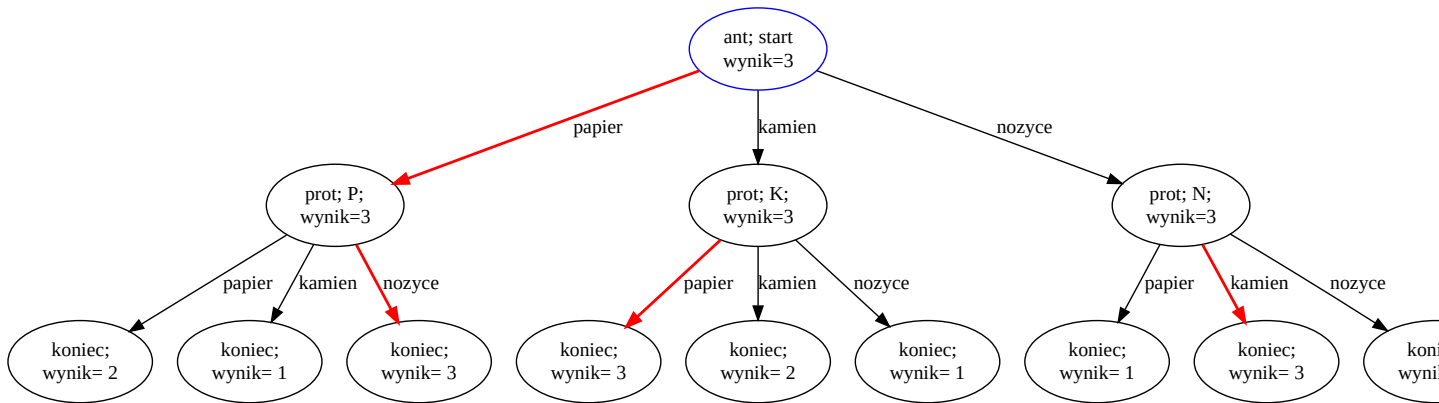 ant; start
wynik=3
papier
kamien
nozyce
prot; P;
wynik=3
prot; K;
wynik=3
prot; N;
wynik=3
papier
kamien
nozyce
papier
kamien
nozyce
papier
kamien
nozyce
koniec;
wynik= 2
koniec;
wynik= 1
koniec;
wynik= 3
koniec;
wynik= 3
koniec;
wynik= 2
koniec;
wynik= 1
koniec;
wynik= 1
koniec;
wynik= 3